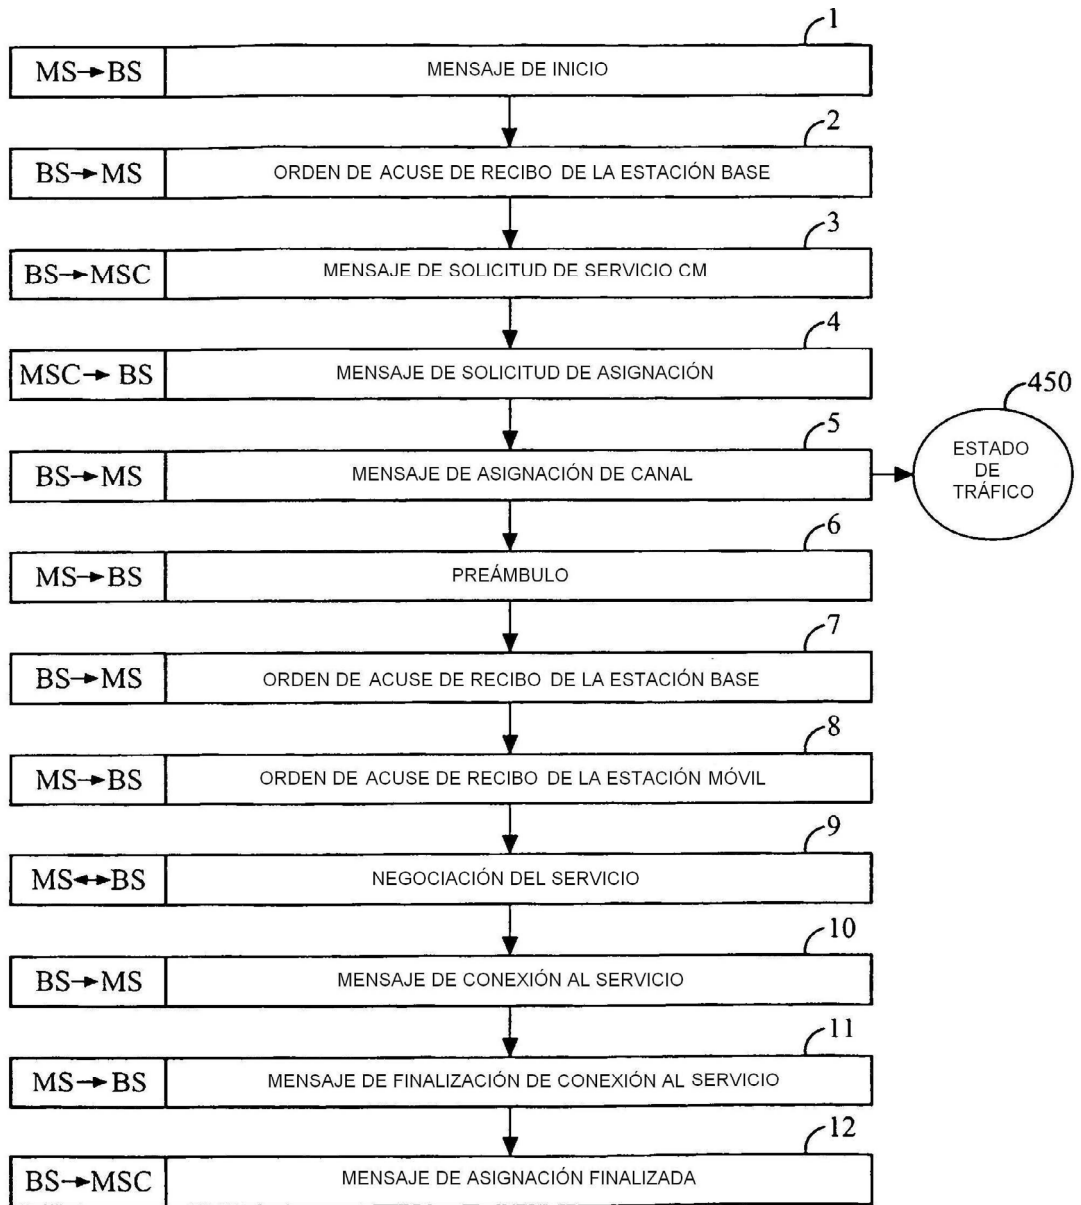 1
MS→BS MENSAJE DE INICIO
2
BS→MS ORDEN DE ACUSE DE RECIBO DE LA ESTACIÓN BASE
3
BS→MSC MENSAJE DE SOLICITUD DE SERVICIO CM
4
MSC→BS MENSAJE DE SOLICITUD DE ASIGNACIÓN
450
5
BS→MS MENSAJE DE ASIGNACIÓN DE CANAL
ESTADO
DE
TRÁFICO
6
MS→BS PREÁMBULO
7
BS→MS ORDEN DE ACUSE DE RECIBO DE LA ESTACIÓN BASE
8
MS→BS ORDEN DE ACUSE DE RECIBO DE LA ESTACIÓN MÓVIL
9
MS↔BS NEGOCIACIÓN DEL SERVICIO
10
BS→MS MENSAJE DE CONEXIÓN AL SERVICIO
11
MS→BS MENSAJE DE FINALIZACIÓN DE CONEXIÓN AL SERVICIO
12
BS→MSC MENSAJE DE ASIGNACIÓN FINALIZADA